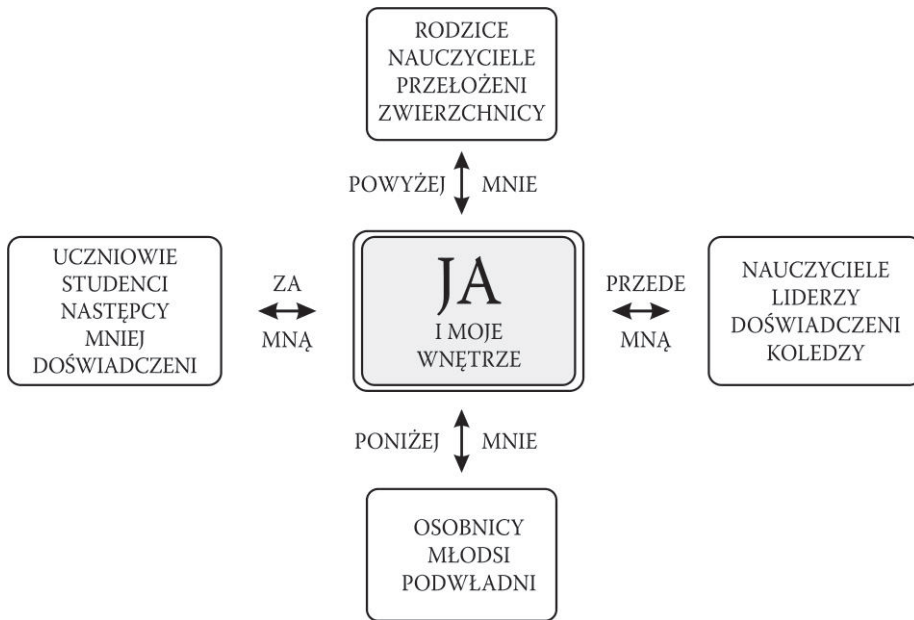 RODZICE
NAUCZYCIELE
PRZEŁOŻENI
ZWIERZCHNICY
POWYŻEJ MNIE
UCZNIOWIE
STUDENCI
NASTĘPCY
MNIEJ
DOŚWIADCZENI
ZA
MNĄ
JA
I MOJE
WNĘTRZE
PRZEDE
MNĄ
NAUCZYCIELE
LIDERZY
DOŚWIADCZENI
KOLEDZY
PONIŻEJ MNIE
OSOBNICY
MŁODSI
PODWŁADNI